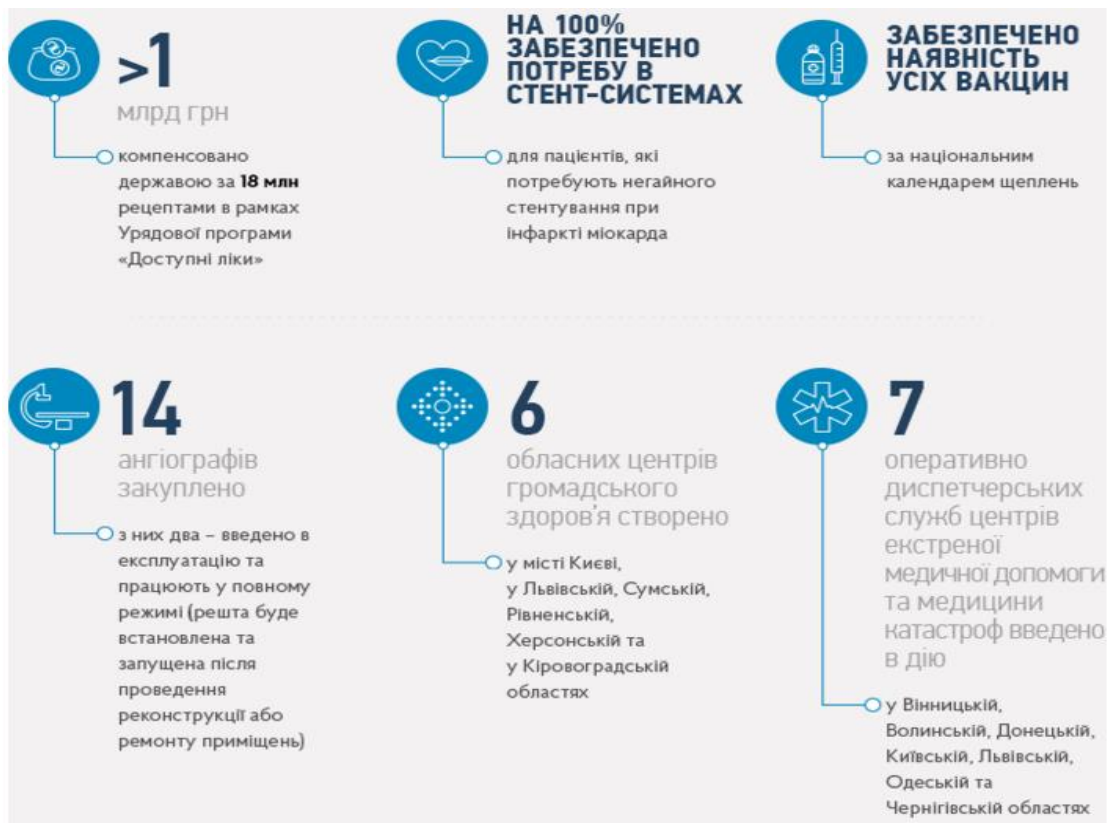 >1
млрд грн
компенсовано
державою за 18 млн
рецептами в рамках
Урядової програми
«Доступні ліки»
НА 100%
ЗАБЕЗПЕЧЕНО
ПОТРЕБУ В
СТЕНТ-СИСТЕМАХ
для пацієнтів, які
потребують негайного
стентування при
інфаркті міокарда
ЗАБЕЗПЕЧЕНО
НАЯВНІСТЬ
УСІХ ВАКЦИН
за національним
календарем щеплень
14
ангіографів
закуплено
з них два – введено в
експлуатацію та
працюють у повному
режимі (решта буде
встановлена та
запущена після
проведення
реконструкції або
ремонту приміщень)
6
обласних центрів
громадського
здоров'я створено
у місті Києві,
у Львівській, Сумській,
Рівненській,
Херсонській та
у Кіровоградській
областях
7
оперативно
диспетчерських
служб центрів
екстреної
медичної допомоги
та медицини
катастроф введено
в дію
у Вінницькій,
Волинській, Донецькій,
Київській, Львівській,
Одеській та
Чернігівській областях